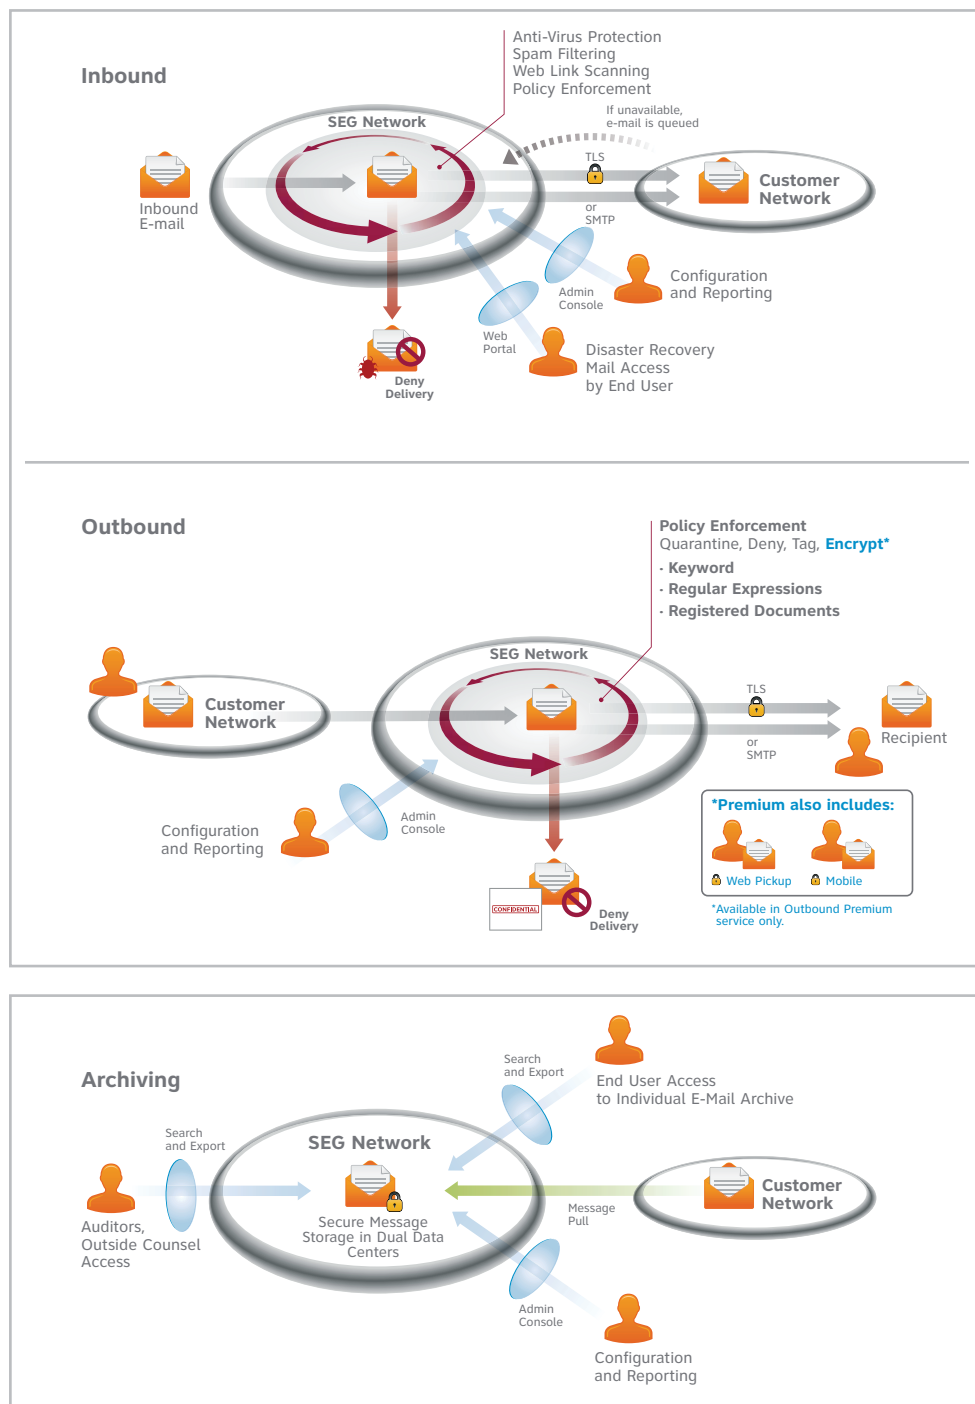 Inbound
Anti-Virus Protection
Spam Filtering
Web Link Scanning
Policy Enforcement
SEG Network
If unavailable,
e-mail is queued
TLS
or
SMTP
Customer
Network
Inbound
E-mail
Admin
Console
Configuration
and Reporting
Web
Portal
Disaster Recovery
Mail Access
by End User
Deny
Delivery
Outbound
Policy Enforcement
Quarantine, Deny, Tag, Encrypt*
· Keyword
· Regular Expressions
· Registered Documents
SEG Network
Customer
Network
TLS
or
SMTP
Recipient
Configuration
and Reporting
Admin
Console
CONFIDENTIAL
Deny
Delivery
*Premium also includes:
Web Pickup
Mobile
*Available in Outbound Premium
service only.
Archiving
Search
and Export
End User Access
to Individual E-Mail Archive
Search
and Export
SEG Network
Secure Message
Storage in Dual Data
Centers
Auditors,
Outside Counsel
Access
Message
Pull
Customer
Network
Admin
Console
Configuration
and Reporting